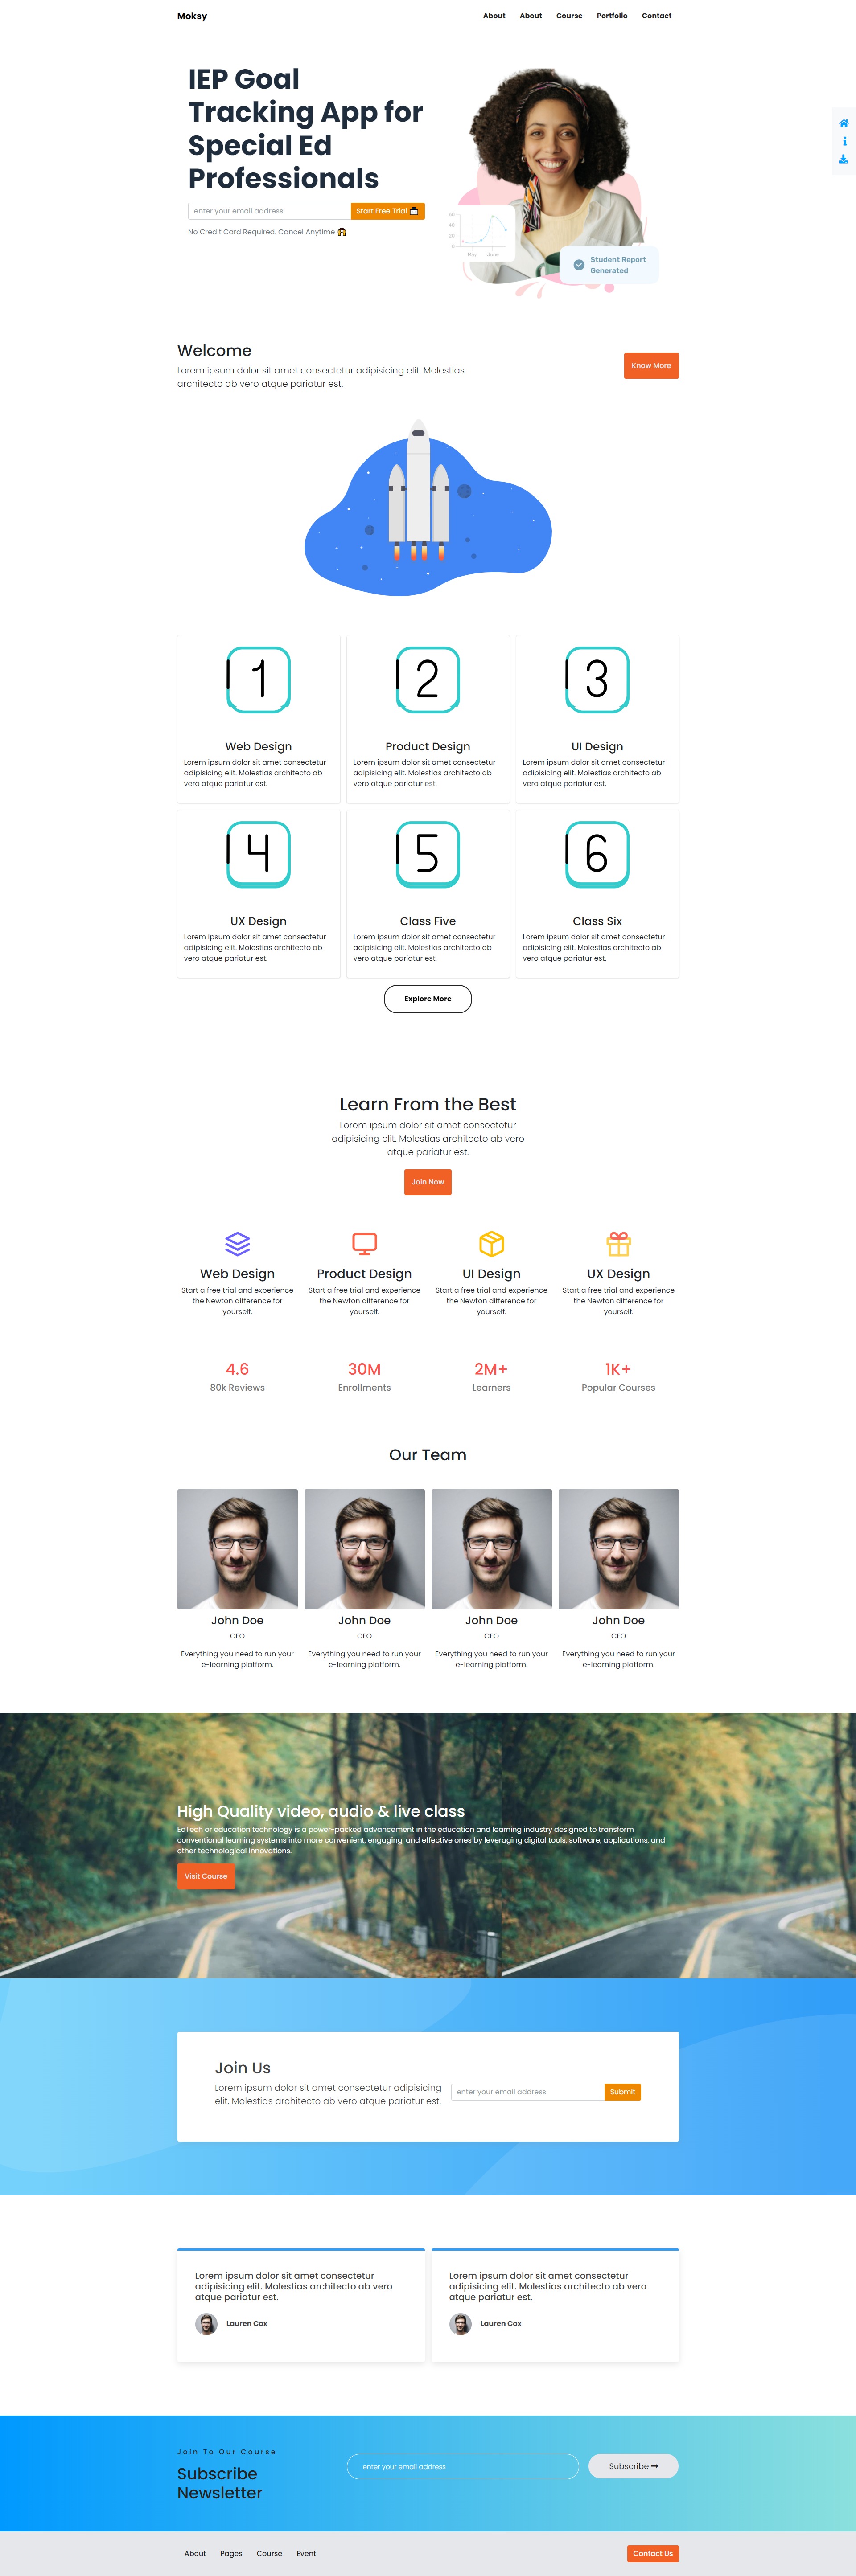 Moksy
About About Course Portfolio Contact
IEP Goal
Tracking App for
Special Ed
Professionals
enter your email address Start Free Trial
No Credit Card Required. Cancel Anytime
60
40
20
0
May June
Student Report
Generated
Welcome
Lorem ipsum dolor sit amet consectetur adipisicing elit. Molestias
architecto ab vero atque pariatur est.
Know More
1 2 3
Web Design Product Design UI Design
Lorem ipsum dolor sit amet consectetur Lorem ipsum dolor sit amet consectetur Lorem ipsum dolor sit amet consectetur
adipisicing elit. Molestias architecto ab adipisicing elit. Molestias architecto ab adipisicing elit. Molestias architecto ab
vero atque pariatur est. vero atque pariatur est. vero atque pariatur est.
4 5 6
UX Design Class Five Class Six
Lorem ipsum dolor sit amet consectetur Lorem ipsum dolor sit amet consectetur Lorem ipsum dolor sit amet consectetur
adipisicing elit. Molestias architecto ab adipisicing elit. Molestias architecto ab adipisicing elit. Molestias architecto ab
vero atque pariatur est. vero atque pariatur est. vero atque pariatur est.
Explore More
Learn From the Best
Lorem ipsum dolor sit amet consectetur
adipisicing elit. Molestias architecto ab vero
atque pariatur est.
Join Now
Web Design Product Design UI Design UX Design
Start a free trial and experience Start a free trial and experience Start a free trial and experience Start a free trial and experience
the Newton difference for the Newton difference for the Newton difference for the Newton difference for
yourself. yourself. yourself. yourself.
4.6 30M 2M+ 1K+
80k Reviews Enrollments Learners Popular Courses
Our Team
John Doe John Doe John Doe John Doe
CEO CEO CEO CEO
Everything you need to run your Everything you need to run your Everything you need to run your Everything you need to run your
e-learning platform. e-learning platform. e-learning platform. e-learning platform.
High Quality video, audio & live class
EdTech or education technology is a power-packed advancement in the education and learning industry designed to transform
conventional learning systems into more convenient, engaging, and effective ones by leveraging digital tools, software, applications, and
other technological innovations.
Visit Course
Join Us
Lorem ipsum dolor sit amet consectetur adipisicing
elit. Molestias architecto ab vero atque pariatur est.
enter your email address Submit
Lorem ipsum dolor sit amet consectetur
adipisicing elit. Molestias architecto ab vero
atque pariatur est.
Lauren Cox
Lorem ipsum dolor sit amet consectetur
adipisicing elit. Molestias architecto ab vero
atque pariatur est.
Lauren Cox
Join To Our Course
Subscribe
Newsletter
enter your email address Subscribe
About Pages Course Event Contact Us